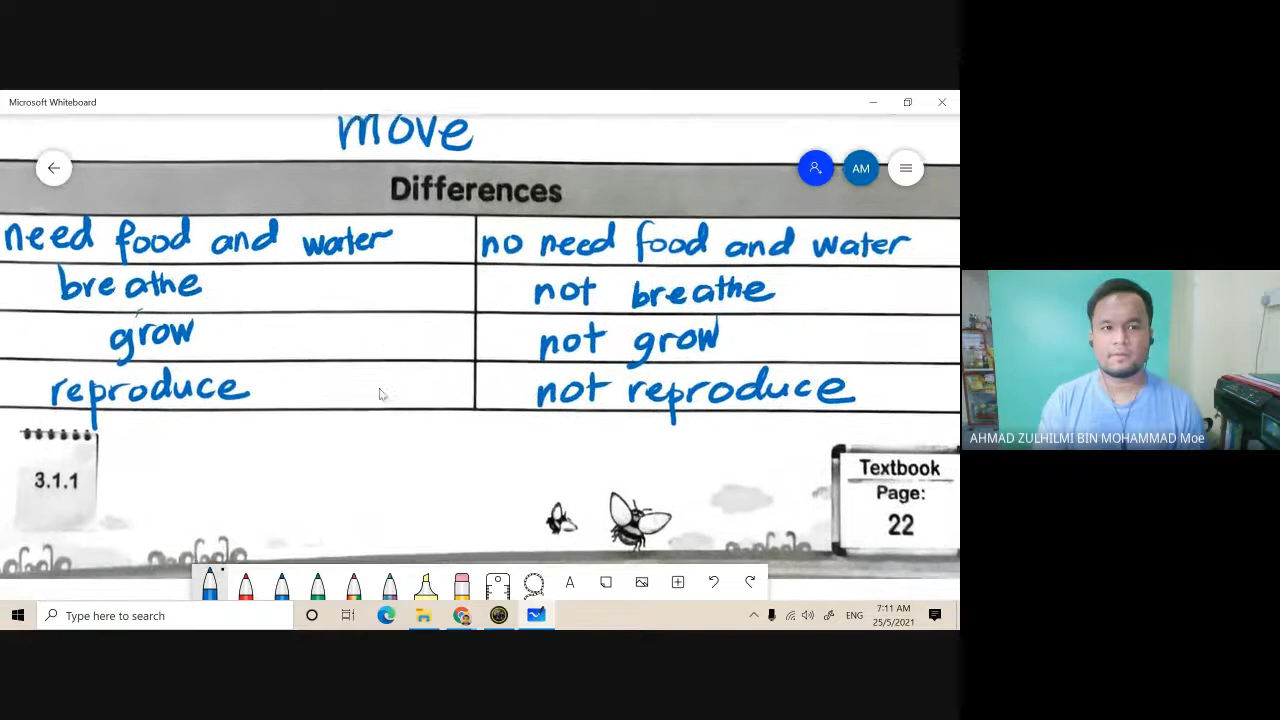 Microsoft Whiteboard
move
AM
Differences
need food and water no need food and water
breathe not breathe
grow not grow
reproduce not reproduce
3.1.1
Textbook
Page:
22
AHMAD ZULHILMI BIN MOHAMMAD Moe
A
Type here to search
ENG
7:11 AM
25/5/2021